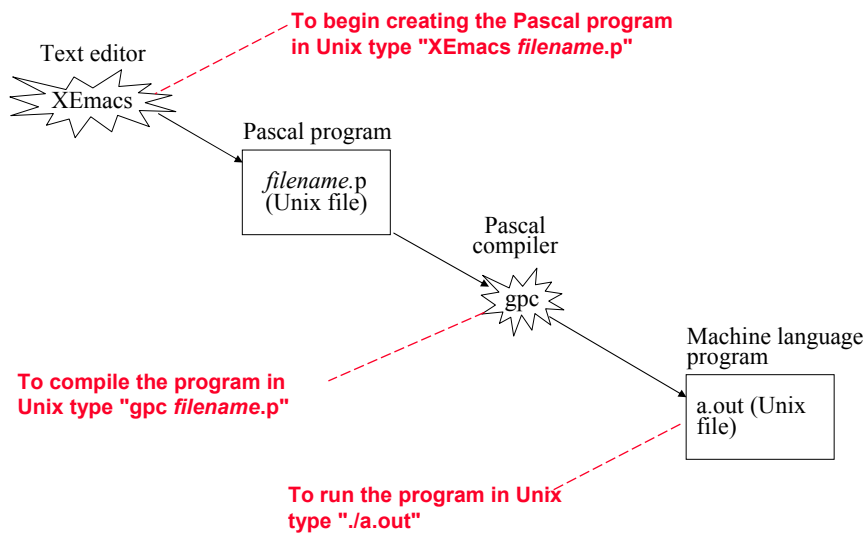 To begin creating the Pascal program
in Unix type "XEmacs filename.p"
Text editor
XEmacs
Pascal program
filename.p
(Unix file)
Pascal
compiler
gpc
Machine language
program
To compile the program in
Unix type "gpc filename.p"
a.out (Unix
file)
To run the program in Unix
type "./a.out"